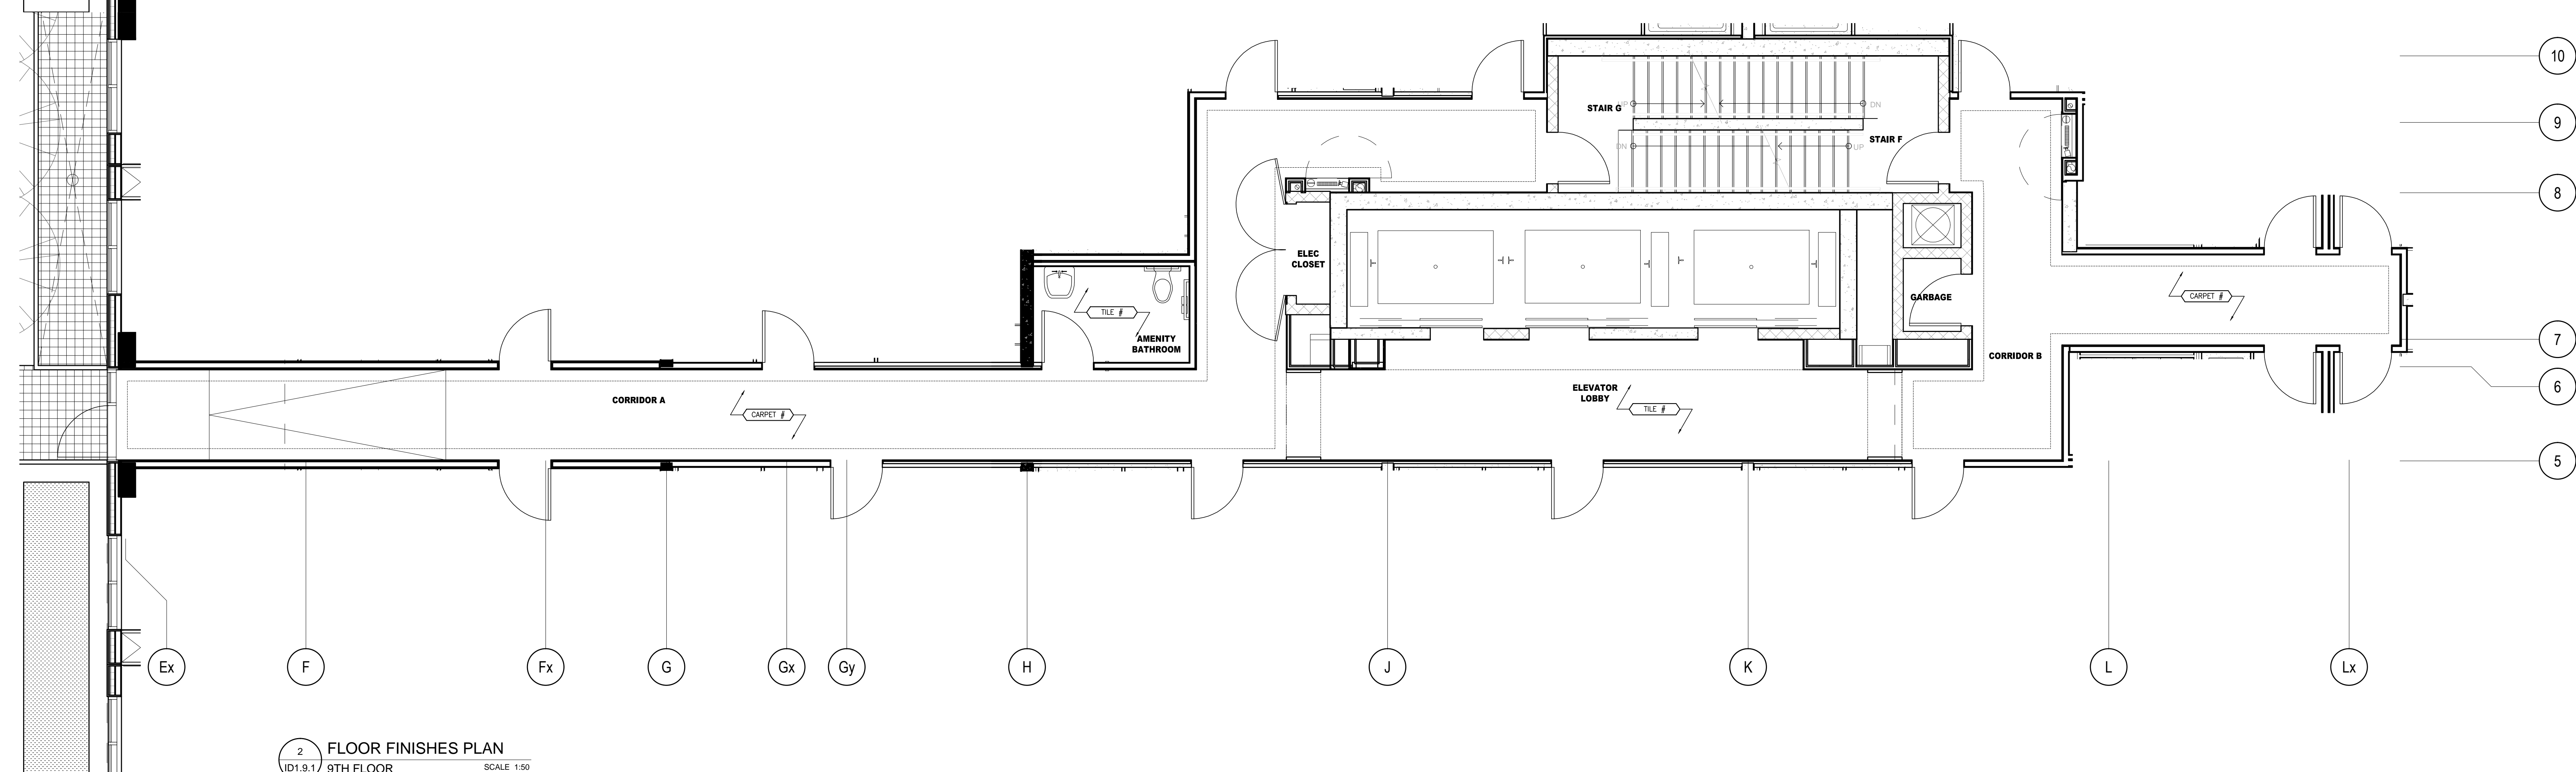 10
9
STAIR G
UP
DN
STAIR F
DN
UP
8
ELEC
CLOSET
GARBAGE
CARPET #
TILE #
AMENITY
BATHROOM
7
CORRIDOR B
6
CORRIDOR A
CARPET #
ELEVATOR
LOBBY
TILE #
5
Ex
F
Fx
G
Gx
Gy
H
J
K
L
Lx
2
FLOOR FINISHES PLAN
ID1.9.1
9TH FLOOR
SCALE 1:50